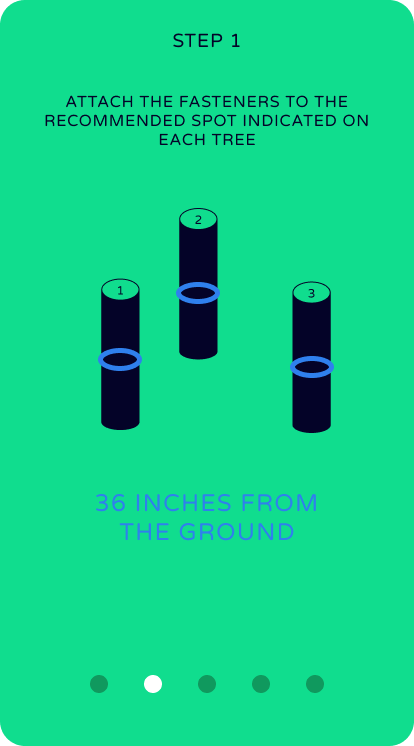 STEP 1
ATTACH THE FASTENERS TO THE
RECOMMENDED SPOT INDICATED ON
EACH TREE
2
1
3
36 INCHES FROM
THE GROUND